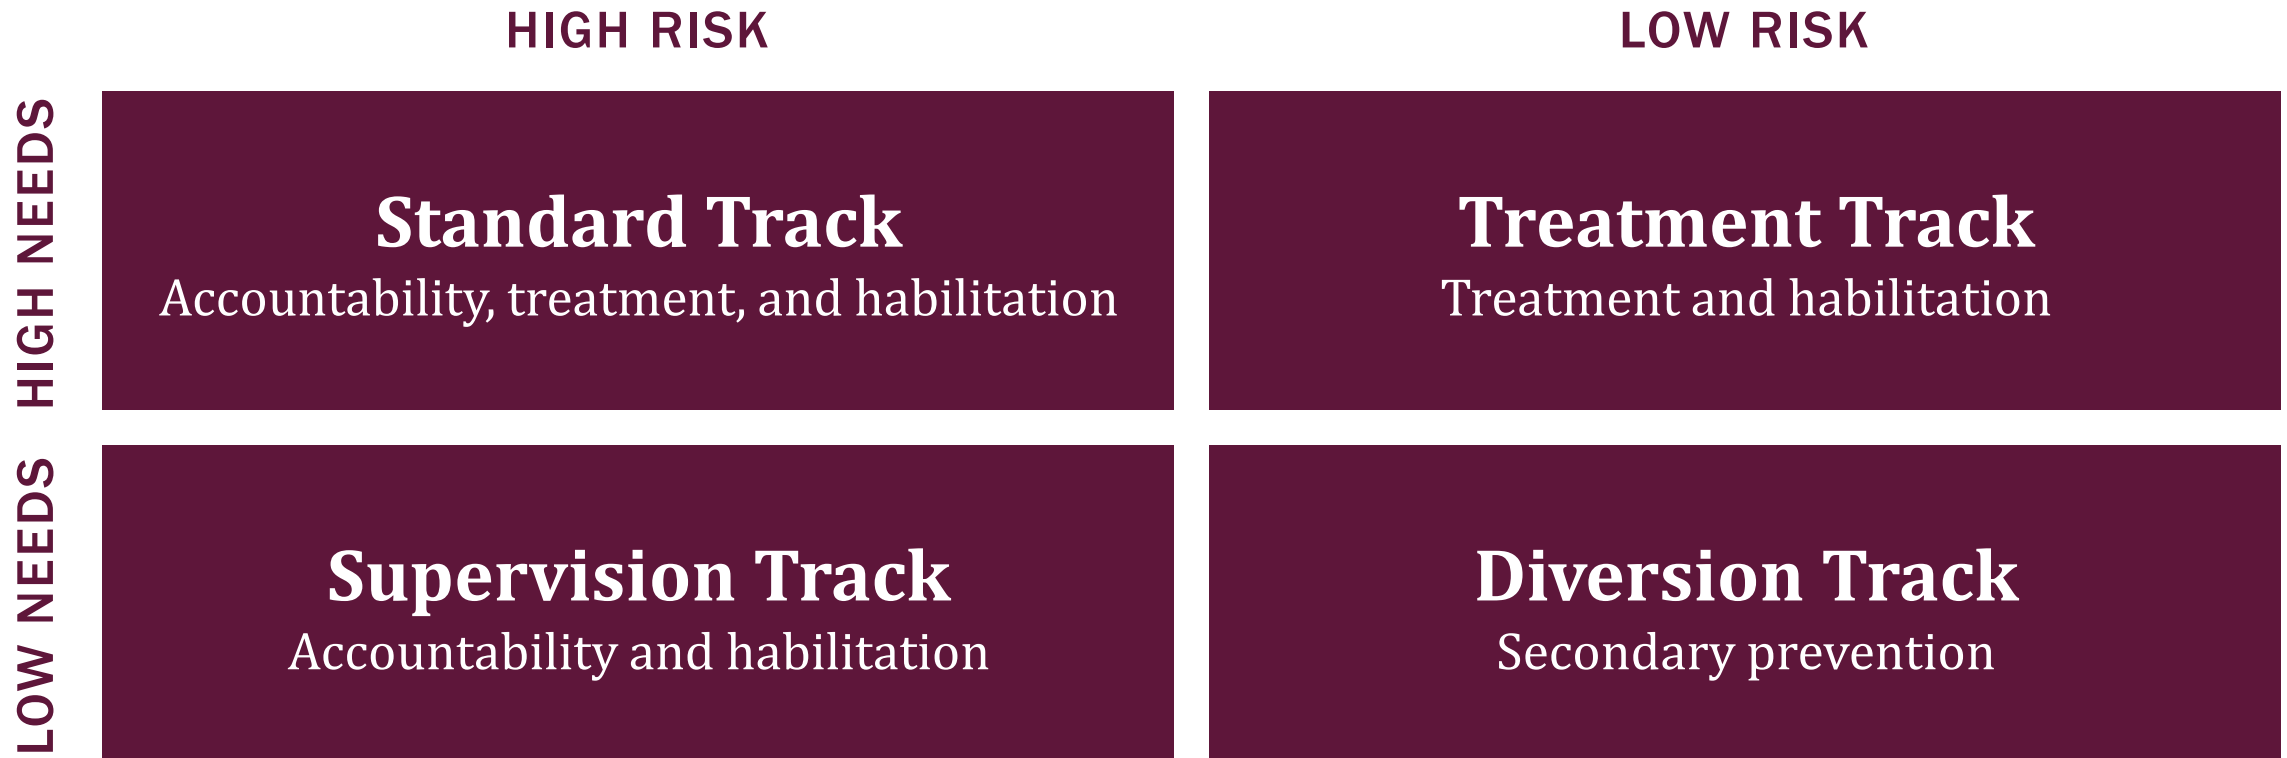 HIGH RISK
LOW RISK
HIGH NEEDS
Standard Track
Accountability, treatment, and habilitation
Treatment Track
Treatment and habilitation
LOW NEEDS
Supervision Track
Accountability and habilitation
Diversion Track
Secondary prevention